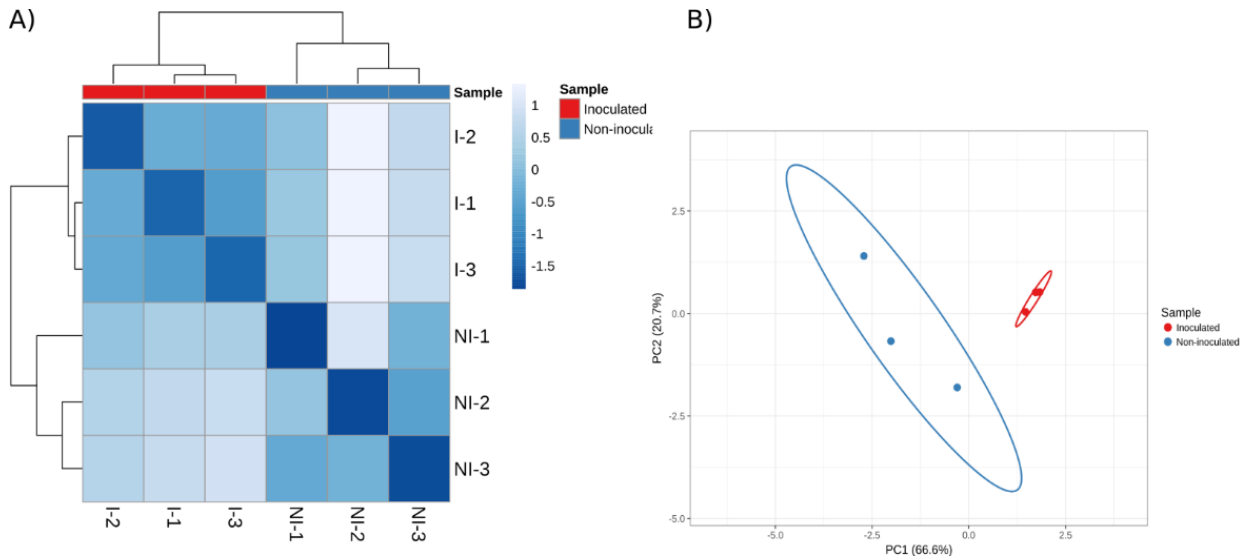 A)
B)
Sample
Sample
Inoculated
Non-inocula
1
0.5
0
-0.5
-1
-1.5
I-2
I-1
I-3
NI-1
NI-2
NI-3
I-2
I-1
I-3
NI-1
NI-2
NI-3
2.5
0.0
-2.5
-5.0
PC2 (20.7%)
-5.0
-2.5
0.0
2.5
PC1 (66.6%)
Sample
Inoculated
Non-inoculated